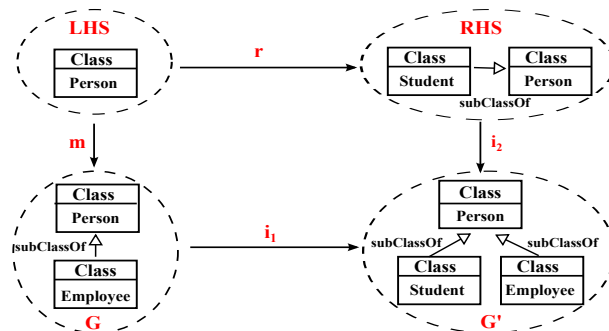 LHS
Class
Person
r
RHS
Class
Student
Class
Person
subClassOf
m
i2
Class
Person
subClassOf
Class
Employee
G
i1
Class
Person
subClassOf
subClassOf
Class
Student
Class
Employee
G'